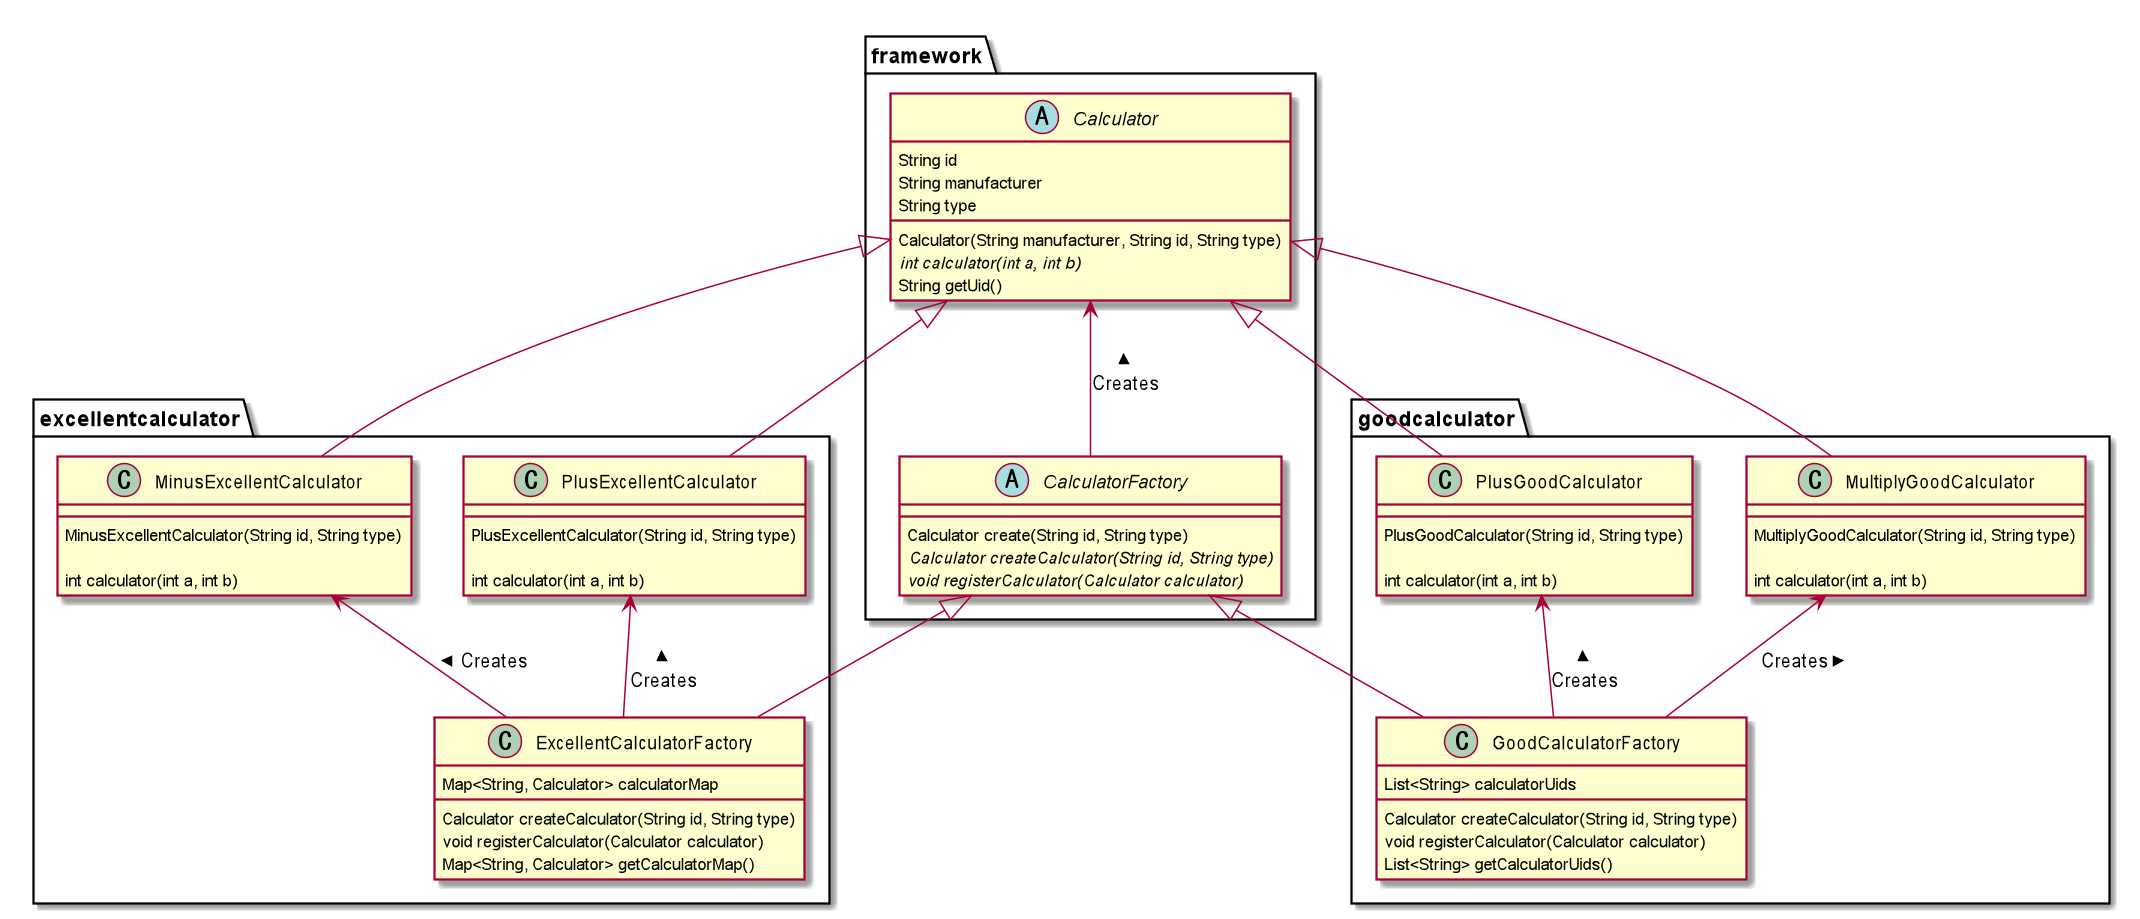 framework
A Calculator
String id
String manufacturer
String type
Calculator(String manufacturer, String id, String type)
int calculator(int a, int b)
String getUid()
▲
Creates
A CalculatorFactory
Calculator create(String id, String type)
Calculator createCalculator(String id, String type)
void registerCalculator(Calculator calculator)
excellentcalculator
C MinusExcellentCalculator
MinusExcellentCalculator(String id, String type)
int calculator(int a, int b)
C PlusExcellentCalculator
PlusExcellentCalculator(String id, String type)
int calculator(int a, int b)
◄ Creates
▲
Creates
C ExcellentCalculatorFactory
Map<String, Calculator> calculatorMap
Calculator createCalculator(String id, String type)
void registerCalculator(Calculator calculator)
Map<String, Calculator> getCalculatorMap()
goodcalculator
C PlusGoodCalculator
PlusGoodCalculator(String id, String type)
int calculator(int a, int b)
C MultiplyGoodCalculator
MultiplyGoodCalculator(String id, String type)
int calculator(int a, int b)
▲
Creates
Creates ►
C GoodCalculatorFactory
List<String> calculatorUids
Calculator createCalculator(String id, String type)
void registerCalculator(Calculator calculator)
List<String> getCalculatorUids()